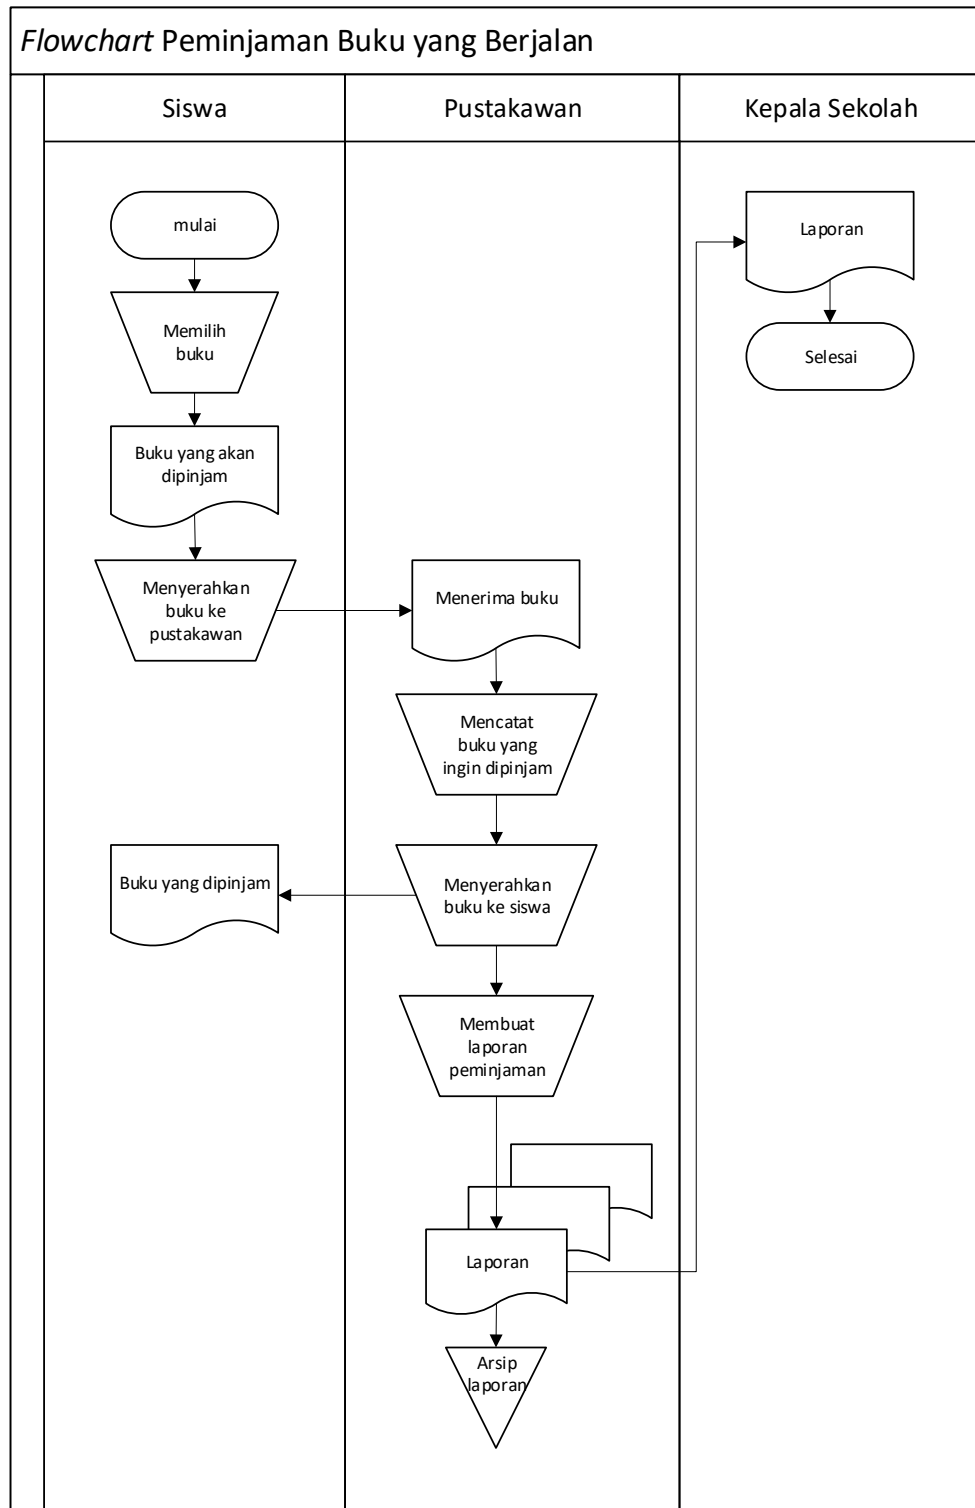 Flowchart Peminjaman Buku yang Berjalan
Siswa
Pustakawan
Kepala Sekolah
mulai
Memilih
buku
Buku yang akan
dipinjam
Menyerahkan
buku ke
pustakawan
Menerima buku
Mencatat
buku yang
ingin dipinjam
Menyerahkan
buku ke siswa
Buku yang dipinjam
Membuat
laporan
peminjaman
Laporan
Arsip
laporan
Laporan
Selesai